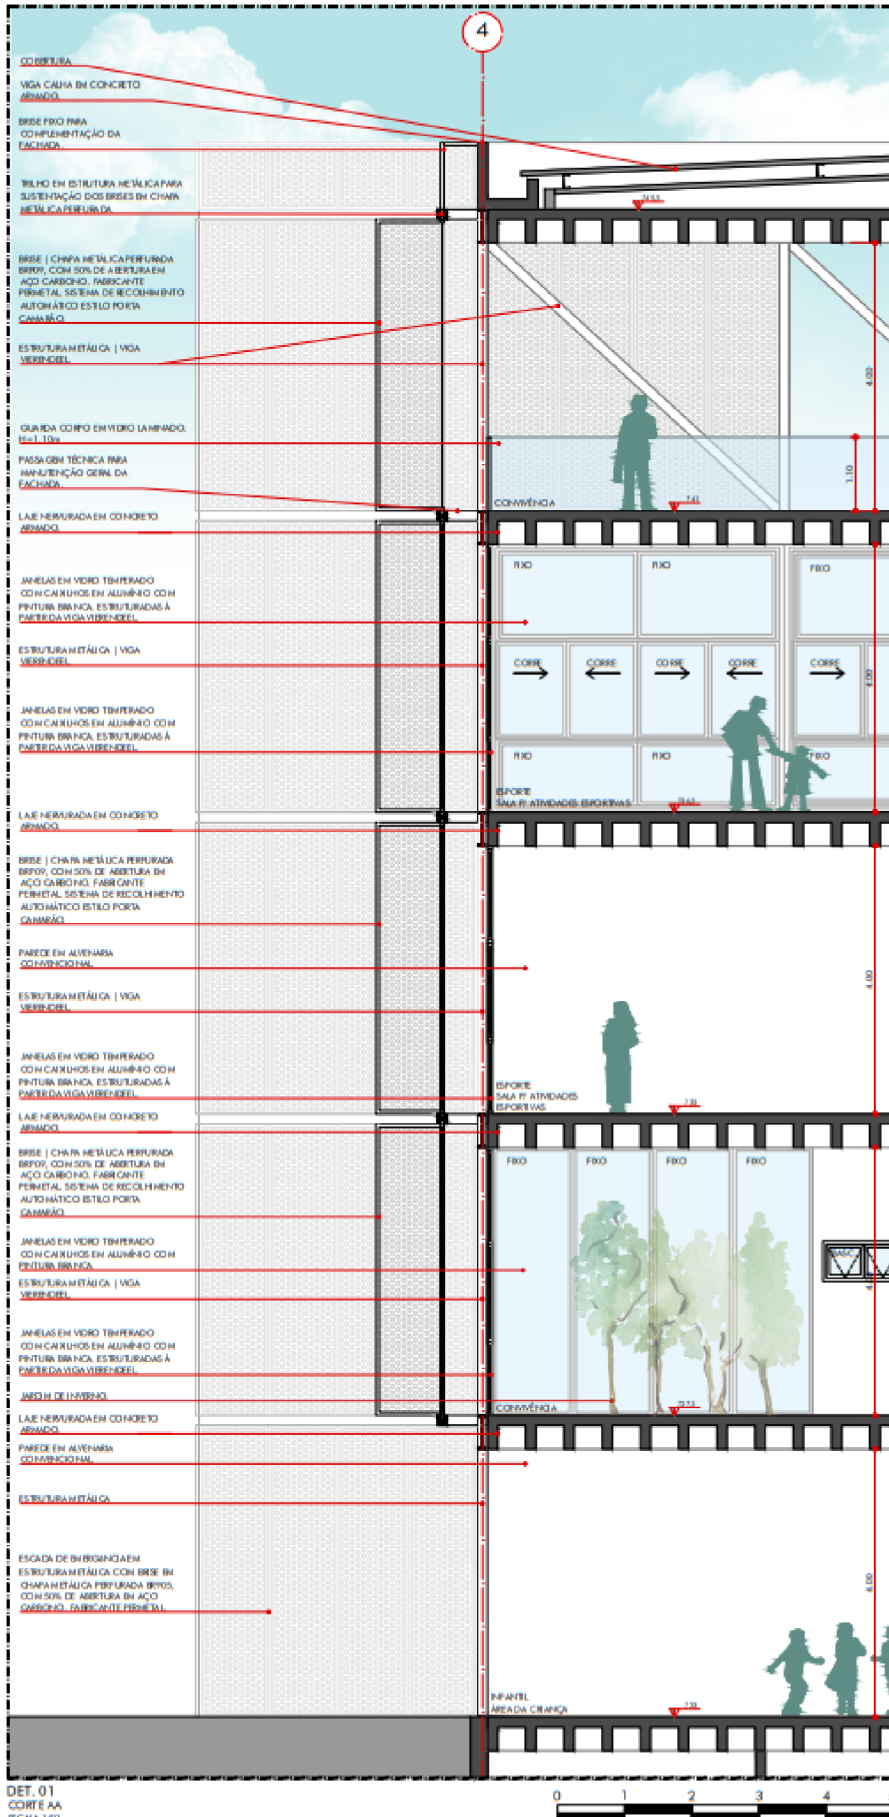 4
COBERTURA.
VIGA CALHA EM CONCRETO
ARMADO.
BRISE FIXO PARA
COMPLEMENTAÇÃO DA
FACHADA.
TRILHO EM ESTRUTURA METÁLICA PARA
SUSTENTAÇÃO DOS BRISES EM CHAPA
METÁLICA PERFURADA.
BRISE | CHAPA METÁLICA PERFURADA
COM 50% DE ABERTURA EM
AÇO CARBONO. FABRICANTE
PERMETAL. SISTEMA DE RECOLHIMENTO
AUTOMÁTICO ESTILO PORTA
CAMARÃO.
ESTRUTURA METÁLICA | VIGA
VIERENDEEL.
4.00
GUARDA CORPO EM VIDRO LAMINADO.
H=1,10m
1.10
PASSAGEM TÉCNICA PARA
MANUTENÇÃO GERAL DA
FACHADA.
CONVIVÊNCIA
LAJE NERVURADA EM CONCRETO
ARMADO.
FIXO FIXO FIXO
JANELAS EM VIDRO TEMPERADO
COM CAIXILHOS EM ALUMÍNIO COM
PINTURA BRANCA. ESTRUTURADAS À
PARTIR DA VIGA VIERENDEEL.
ESTRUTURA METÁLICA | VIGA
VIERENDEEL.
CORRE CORRE CORRE CORRE CORRE
4.00
JANELAS EM VIDRO TEMPERADO
COM CAIXILHOS EM ALUMÍNIO COM
PINTURA BRANCA. ESTRUTURADAS À
PARTIR DA VIGA VIERENDEEL.
FIXO FIXO FIXO
ESPORTE
SALA P/ ATIVIDADES ESPORTIVAS
LAJE NERVURADA EM CONCRETO
ARMADO.
BRISE | CHAPA METÁLICA PERFURADA
COM 50% DE ABERTURA EM
AÇO CARBONO. FABRICANTE
PERMETAL. SISTEMA DE RECOLHIMENTO
AUTOMÁTICO ESTILO PORTA
CAMARÃO.
PAREDE EM ALVENARIA
CONVENCIONAL.
4.00
ESTRUTURA METÁLICA | VIGA
VIERENDEEL.
JANELAS EM VIDRO TEMPERADO
COM CAIXILHOS EM ALUMÍNIO COM
PINTURA BRANCA. ESTRUTURADAS À
PARTIR DA VIGA VIERENDEEL.
ESPORTE
SALA P/ ATIVIDADES
ESPORTIVAS
LAJE NERVURADA EM CONCRETO
ARMADO.
BRISE | CHAPA METÁLICA PERFURADA
COM 50% DE ABERTURA EM
AÇO CARBONO. FABRICANTE
PERMETAL. SISTEMA DE RECOLHIMENTO
AUTOMÁTICO ESTILO PORTA
CAMARÃO.
FIXO FIXO FIXO FIXO
JANELAS EM VIDRO TEMPERADO
COM CAIXILHOS EM ALUMÍNIO COM
PINTURA BRANCA.
BASC.
ESTRUTURA METÁLICA | VIGA
VIERENDEEL.
JANELAS EM VIDRO TEMPERADO
COM CAIXILHOS EM ALUMÍNIO COM
PINTURA BRANCA. ESTRUTURADAS À
PARTIR DA VIGA VIERENDEEL.
JARDIM DE INVERNO.
CONVIVÊNCIA
LAJE NERVURADA EM CONCRETO
ARMADO.
PAREDE EM ALVENARIA
CONVENCIONAL.
ESTRUTURA METÁLICA
ESCADA DE EMERGÊNCIA EM
ESTRUTURA METÁLICA COM BRISE EM
CHAPA METÁLICA PERFURADA
COM 50% DE ABERTURA EM AÇO
CARBONO. FABRICANTE PERMETAL.
INFANTIL
ÁREA DA CRIANÇA
DET. 01
CORTE AA
0 1 2 3 4